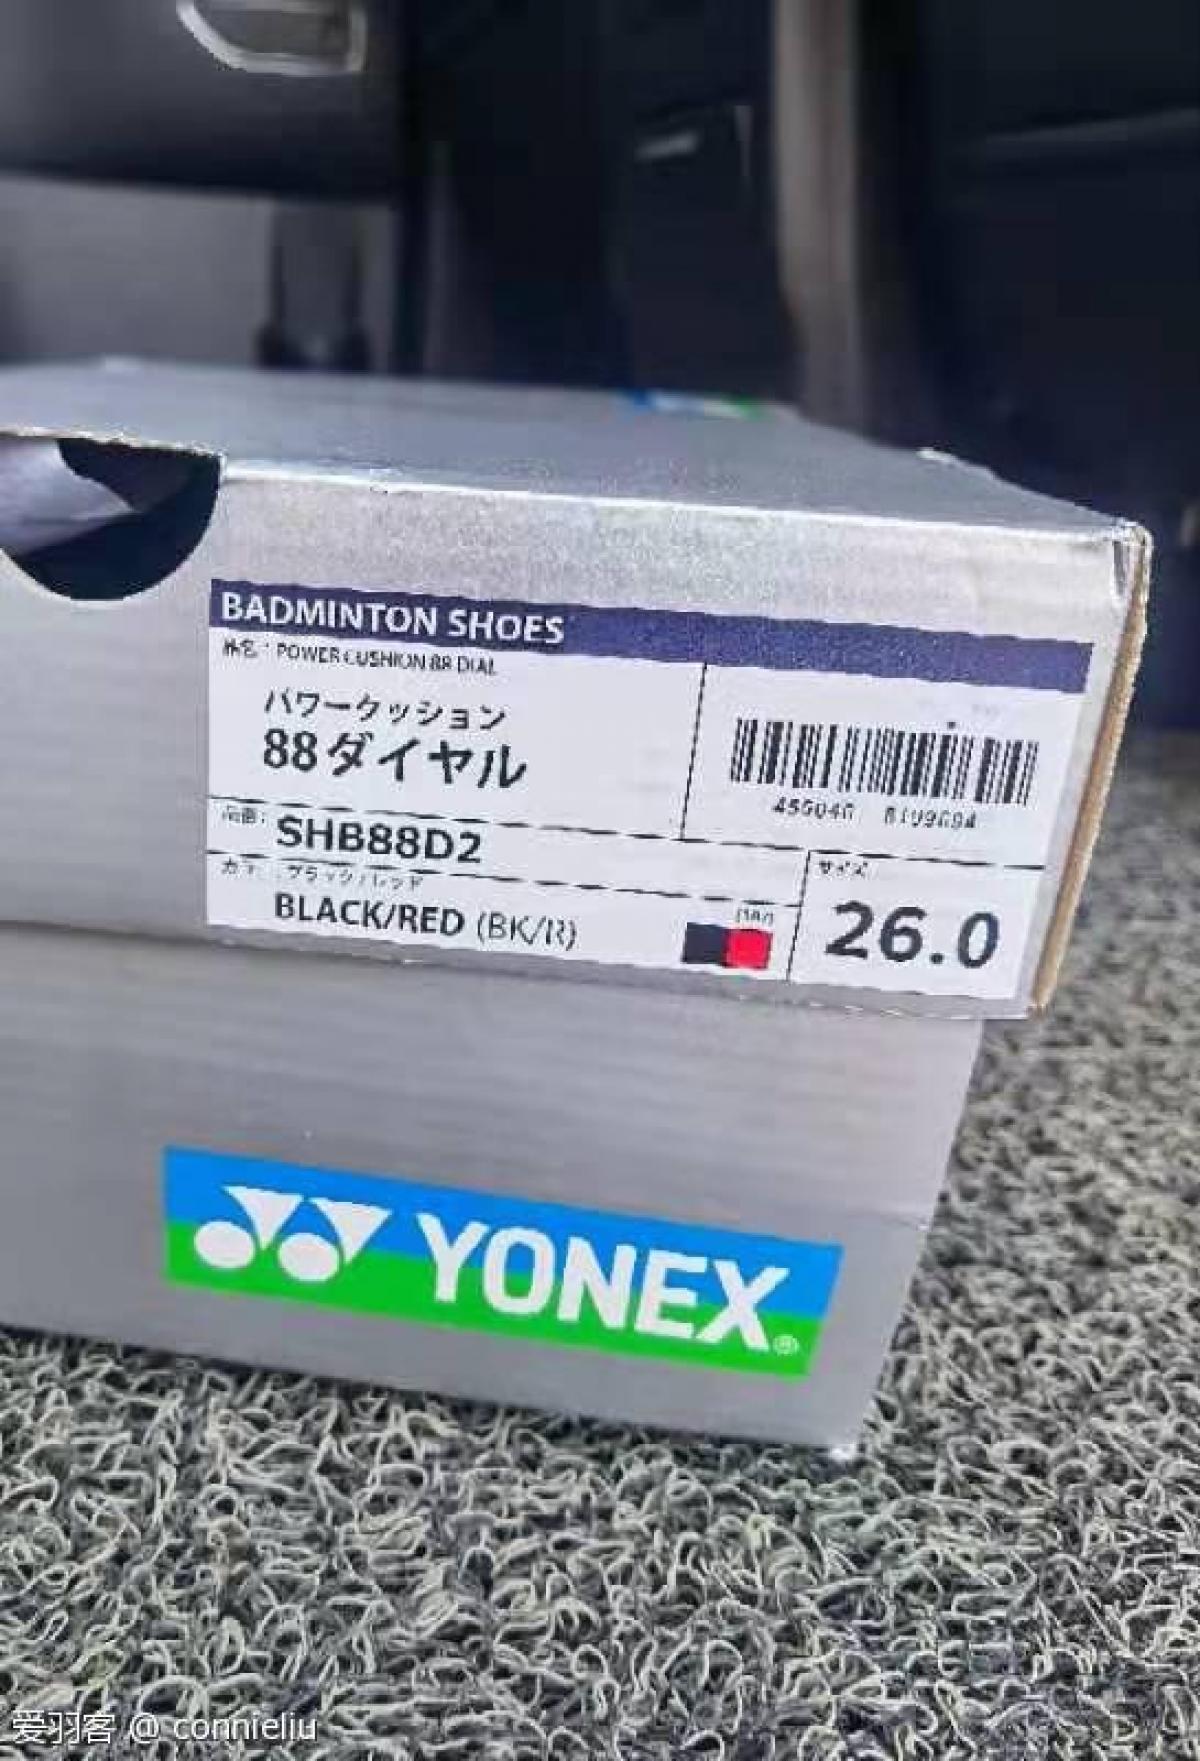 BADMINTON SHOES
品名: POWER CUSHION 88 DIAL
パワークッション
88ダイヤル
品番: SHB88D2
カラー: ブラック/レッド
BLACK/RED (BK/R)
サイズ
26.0
YONEX®
爱羽客 @ connieliu